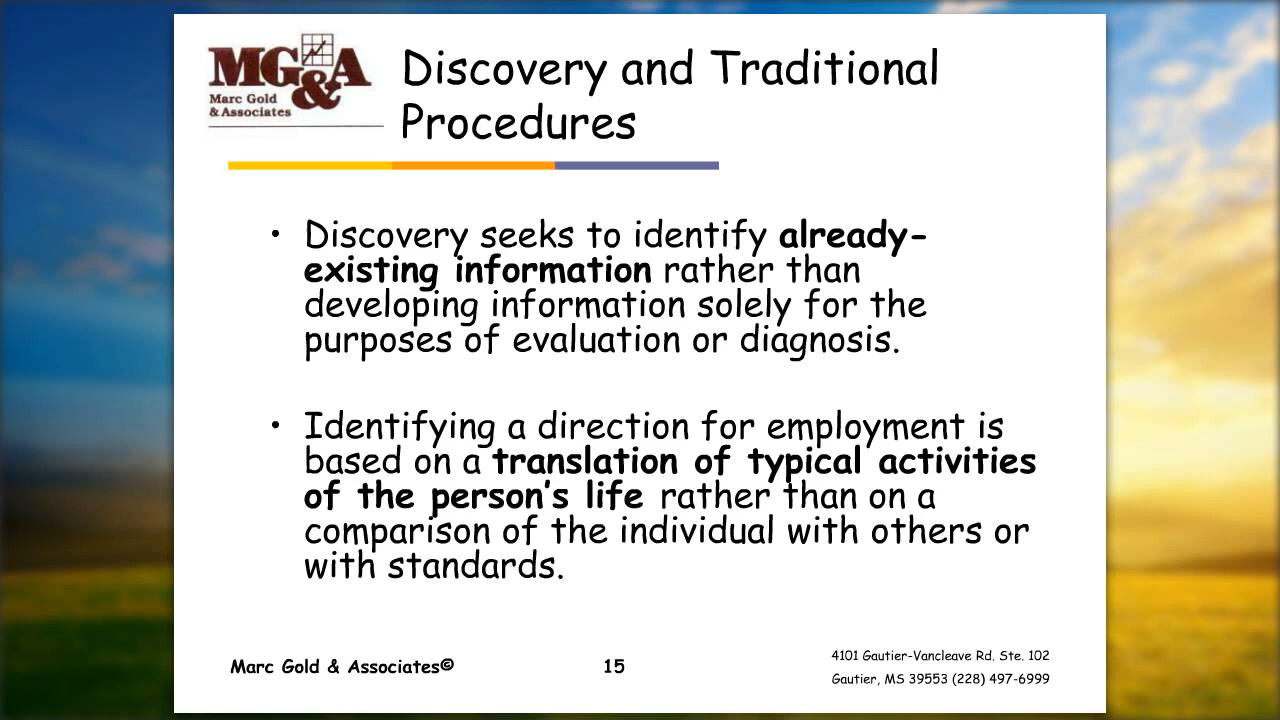 MG&A
Marc Gold
& Associates
Discovery and Traditional
Procedures
• Discovery seeks to identify already-
existing information rather than
developing information solely for the
purposes of evaluation or diagnosis.
• Identifying a direction for employment is
based on a translation of typical activities
of the person's life rather than on a
comparison of the individual with others or
with standards.
Marc Gold & Associates©
15
4101 Gautier-Vancleave Rd. Ste. 102
Gautier, MS 39553 (228) 497-6999